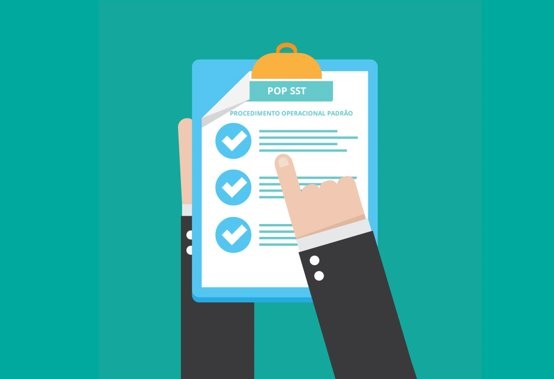 POP SST
PROCEDIMENTO OPERACIONAL PADRÃO